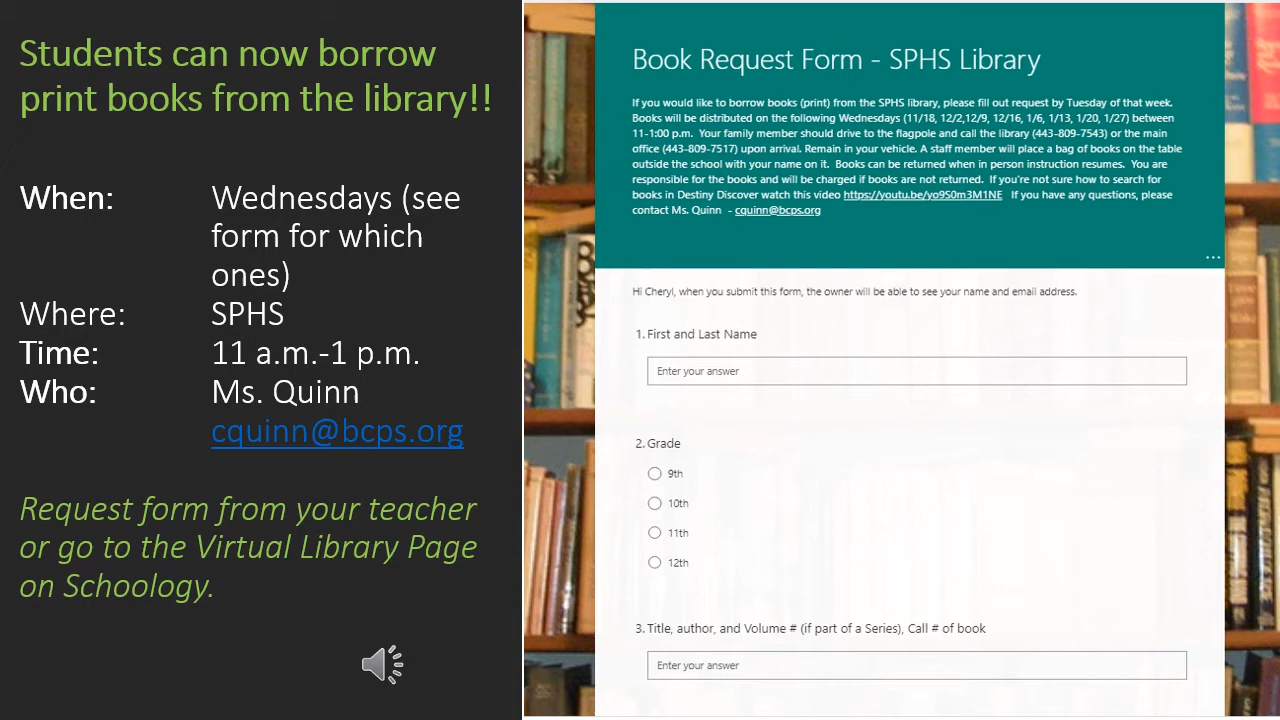 Students can now borrow
print books from the library!!
When: Wednesdays (see
form for which
ones)
Where: SPHS
Time: 11 a.m.-1 p.m.
Who: Ms. Quinn
cquinn@bcps.org
Request form from your teacher
or go to the Virtual Library Page
on Schoology.
Book Request Form - SPHS Library
If you would like to borrow books (print) from the SPHS library, please fill out request by Tuesday of that week.
Books will be distributed on the following Wednesdays (11/18, 12/2,12/9, 12/16, 1/6, 1/13, 1/20, 1/27) between
11-1:00 p.m. Your family member should drive to the flagpole and call the library (443-809-7543) or the main
office (443-809-7517) upon arrival. Remain in your vehicle. A staff member will place a bag of books on the table
outside the school with your name on it. Books can be returned when in person instruction resumes. You are
responsible for the books and will be charged if books are not returned. If you're not sure how to search for
books in Destiny Discover watch this video https://youtu.be/yo9S0m3M1NE If you have any questions, please
contact Ms. Quinn - cquinn@bcps.org
...
Hi Cheryl, when you submit this form, the owner will be able to see your name and email address.
1. First and Last Name
Enter your answer
2. Grade
9th
10th
11th
12th
3. Title, author, and Volume # (if part of a Series), Call # of book
Enter your answer